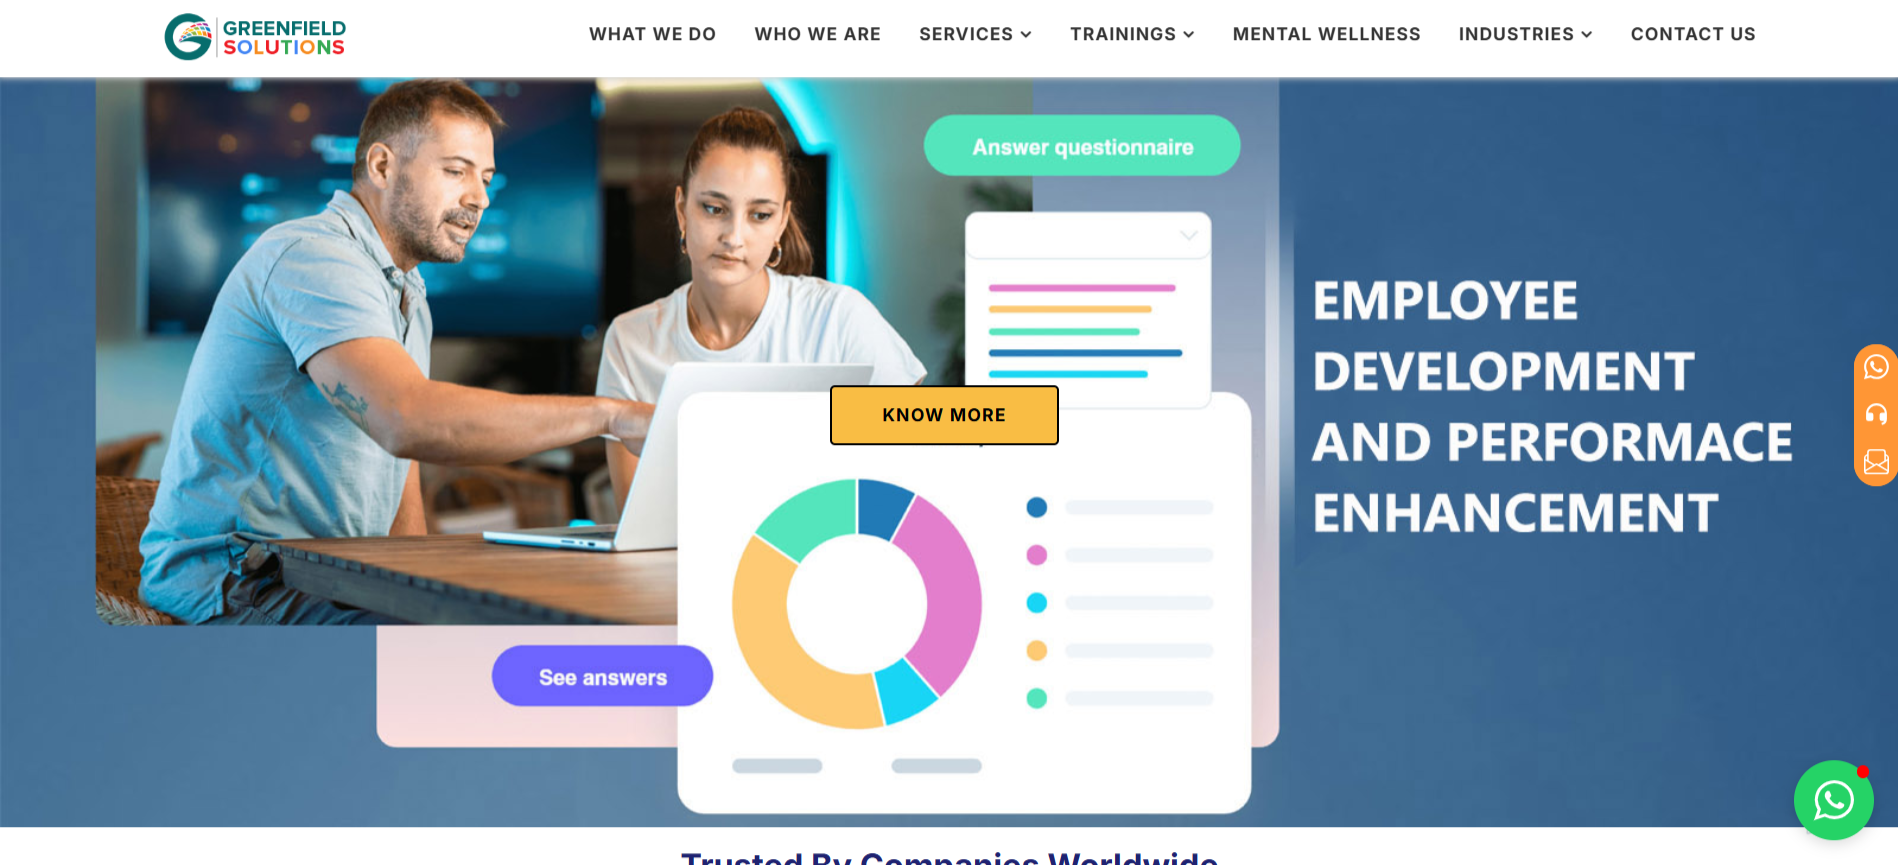 GREENFIELD
SOLUTIONS
WHAT WE DO
WHO WE ARE
SERVICES
TRAININGS
MENTAL WELLNESS
INDUSTRIES
CONTACT US
Answer questionnaire
EMPLOYEE
DEVELOPMENT
AND PERFORMACE
ENHANCEMENT
KNOW MORE
See answers
Trusted By Companies Worldwide